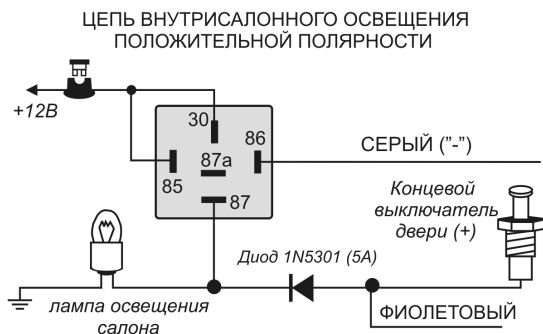 ЦЕПЬ ВНУТРИСАЛОННОГО ОСВЕЩЕНИЯ
ПОЛОЖИТЕЛЬНОЙ ПОЛЯРНОСТИ
+12В
30
86
87а
85
87
СЕРЫЙ ("-")
Концевой
выключатель
двери (+)
Диод 1N5301 (5А)
лампа освещения
салона
ФИОЛЕТОВЫЙ